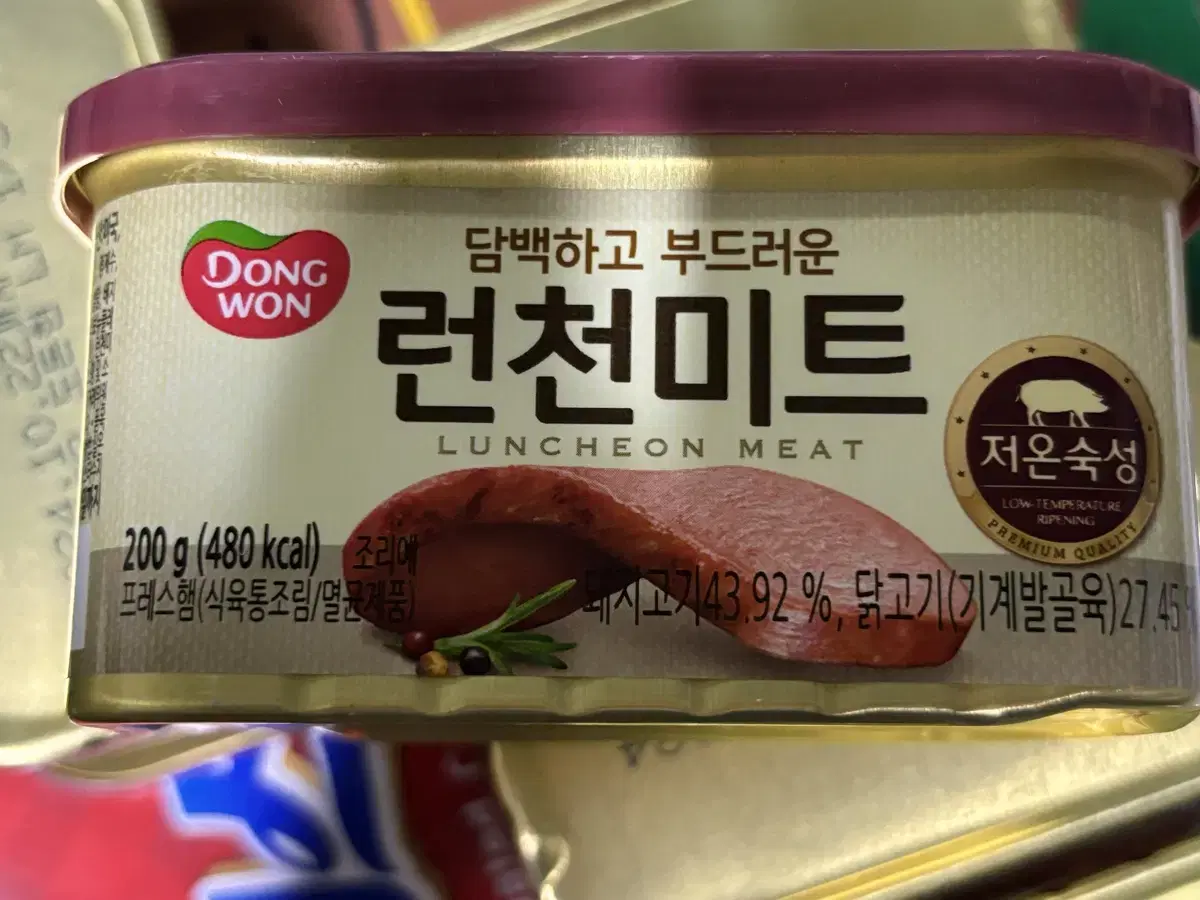 DONG
WON
담백하고 부드러운
런천미트
LUNCHEON MEAT
저온숙성
LOW-TEMPERATURE
RIPENING
PREMIUM QUALITY
200 g (480 kcal) 조리예
프레스햄(식육통조림/멸균제품)
돼지고기43.92 %, 닭고기(기계발골육)27.45